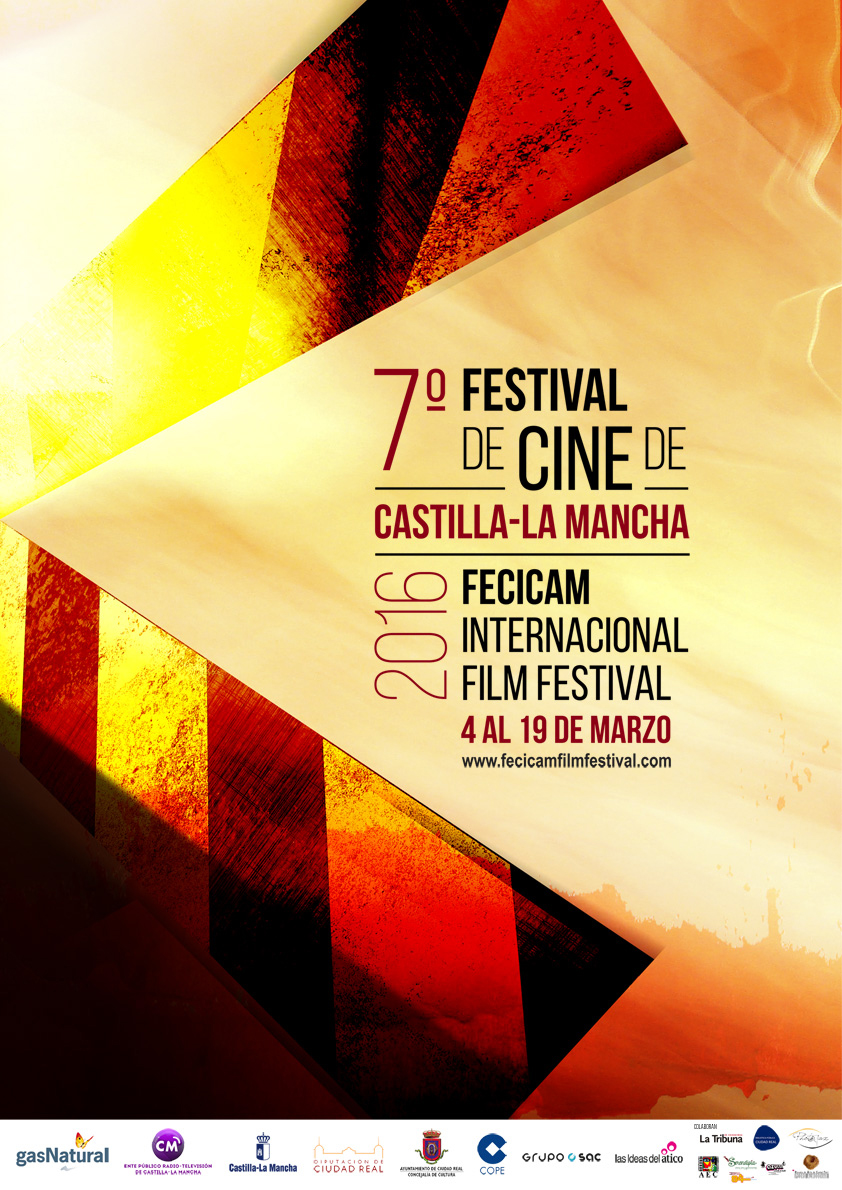 7º FESTIVAL
DE CINE DE
CASTILLA-LA MANCHA
2016
FECICAM
INTERNACIONAL
FILM FESTIVAL
4 AL 19 DE MARZO
www.fecicamfilmfestival.com
gasNatural
CM
ENTE PÚBLICO RADIO-TELEVISIÓN
DE CASTILLA-LA MANCHA
Castilla-La Mancha
DIPUTACIÓN DE
CIUDAD REAL
AYUNTAMIENTO DE CIUDAD REAL
CONCEJALIA DE CULTURA
COPE
GRUPO SAC
las ideas del ático
COLABORAN
La Tribuna
AEC